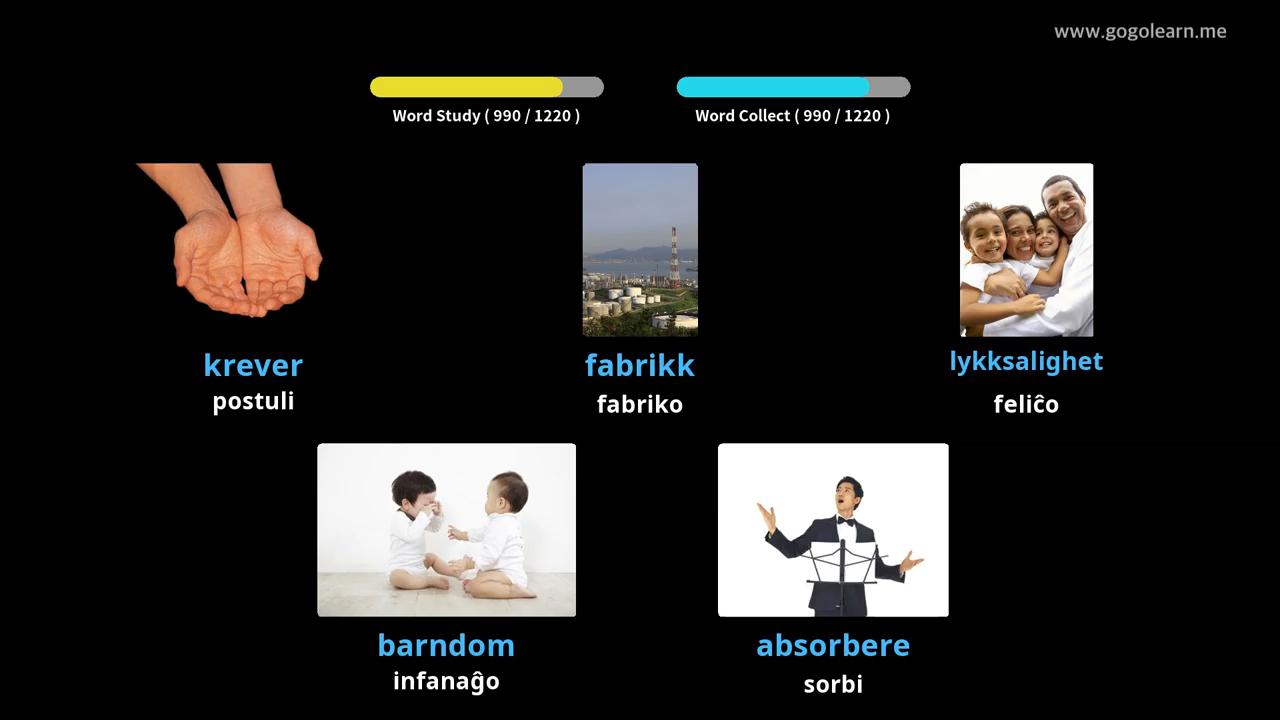 www.gogolearn.me
Word Study ( 990 / 1220 )
Word Collect ( 990 / 1220 )
krever
postuli
fabrikk
fabriko
lykksalighet
feliĉo
barndom
infanaĝo
absorbere
sorbi